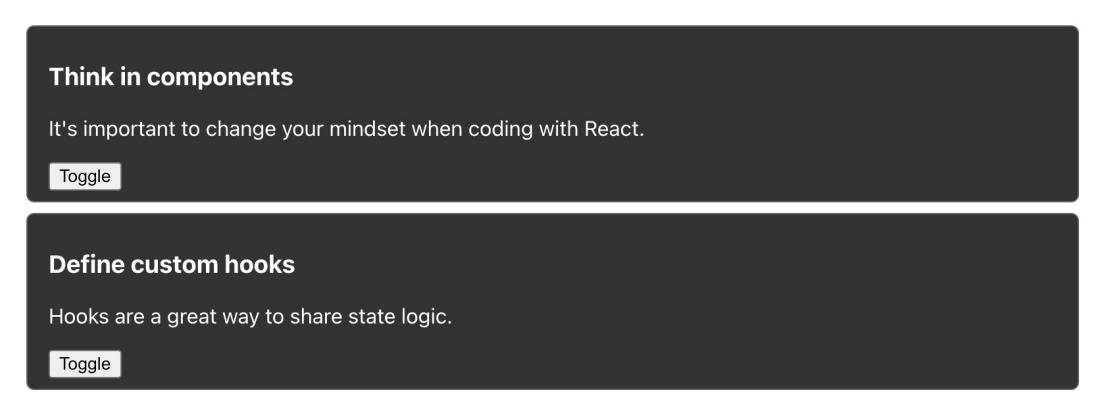 Think in components
It's important to change your mindset when coding with React.
Toggle
Define custom hooks
Hooks are a great way to share state logic.
Toggle